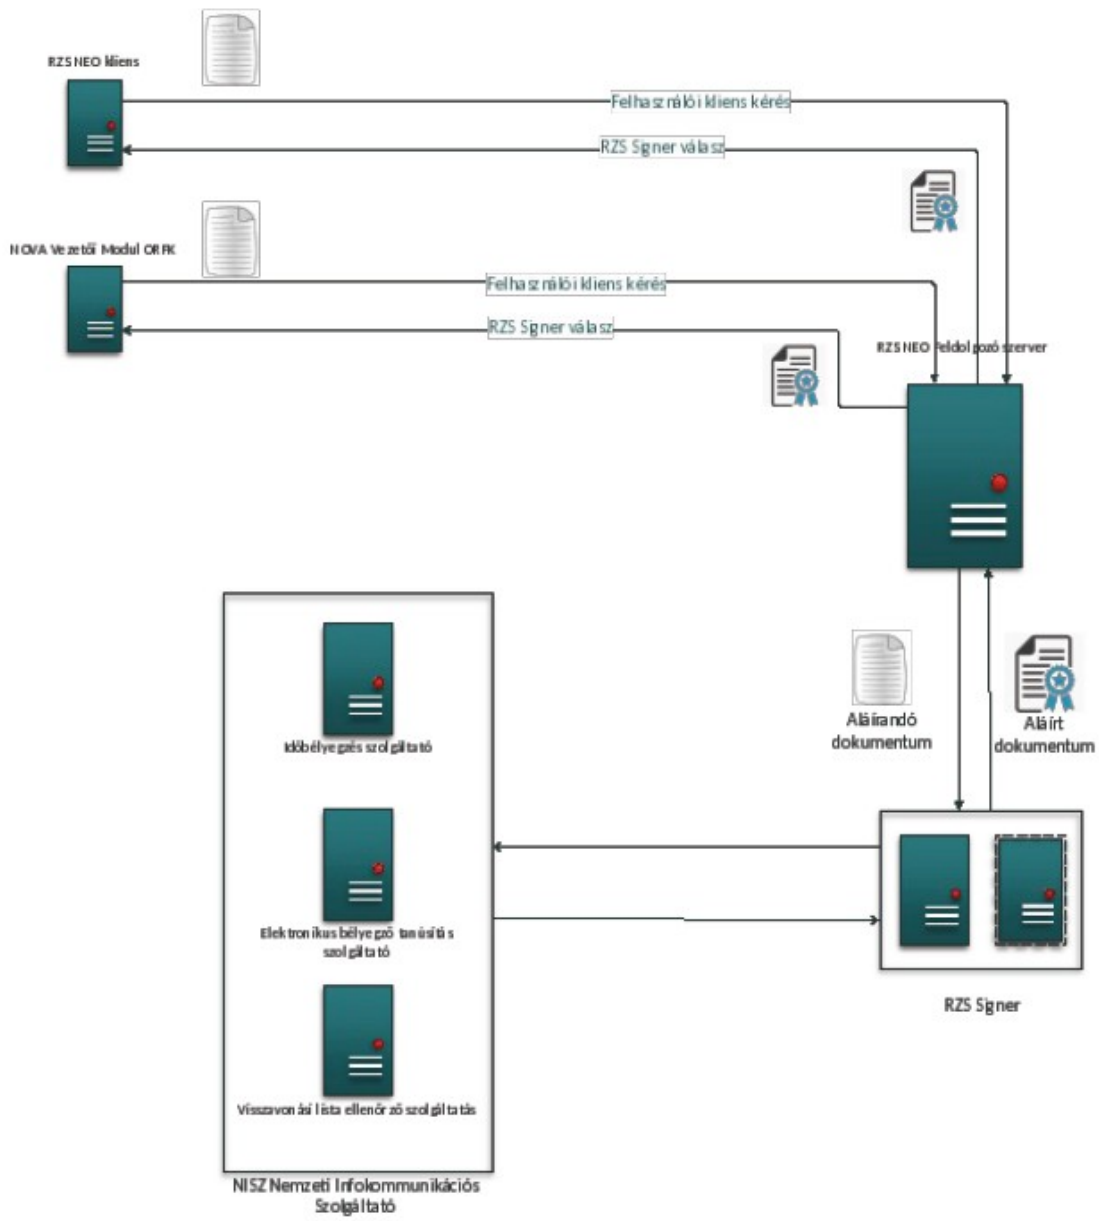 RZS NEO kliens
Felhasználói kliens kérés
RZS Signer válasz
NOVA Vezetői Modul ORFK
Felhasználói kliens kérés
RZS Signer válasz
RZS NEO Feldolgozó szerver
Időbélyegzés szolgáltató
Aláírandó
dokumentum
Aláírt
dokumentum
Elektronikus bélyegző tanúsítás
szolgáltató
RZS Signer
Visszavonási lista ellenőrző szolgáltatás
NISZ Nemzeti Infokommunikációs
Szolgáltató